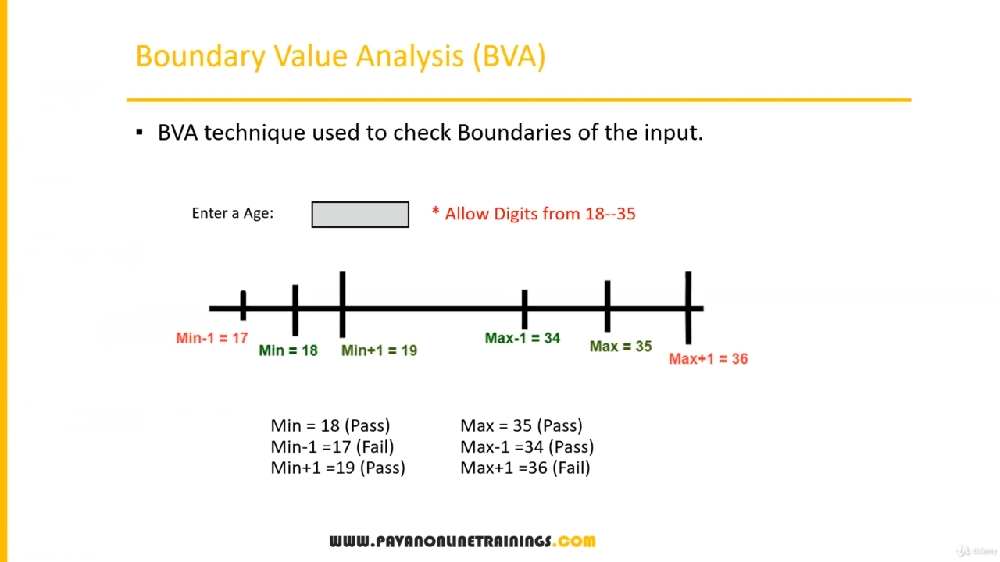 Boundary Value Analysis (BVA)
▪ BVA technique used to check Boundaries of the input.
Enter a Age:
* Allow Digits from 18--35
Min-1 = 17
Min = 18
Min+1 = 19
Max-1 = 34
Max = 35
Max+1 = 36
Min = 18 (Pass)
Min-1 =17 (Fail)
Min+1 =19 (Pass)
Max = 35 (Pass)
Max-1 =34 (Pass)
Max+1 =36 (Fail)
WWW.PAVANONLINETRAININGS.COM
Udemy